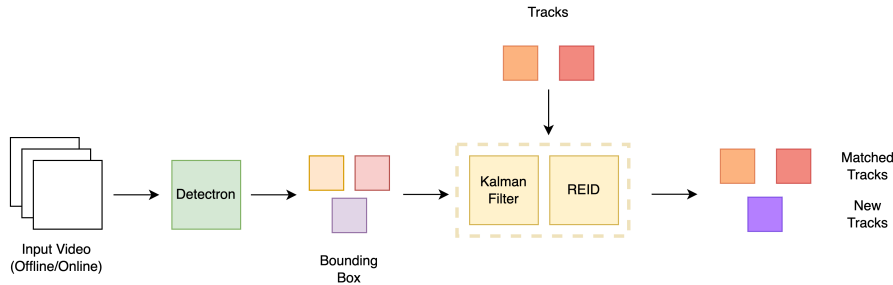 Tracks
Input Video
(Offline/Online)
Detectron
Bounding
Box
Kalman
Filter
REID
Matched
Tracks
New
Tracks